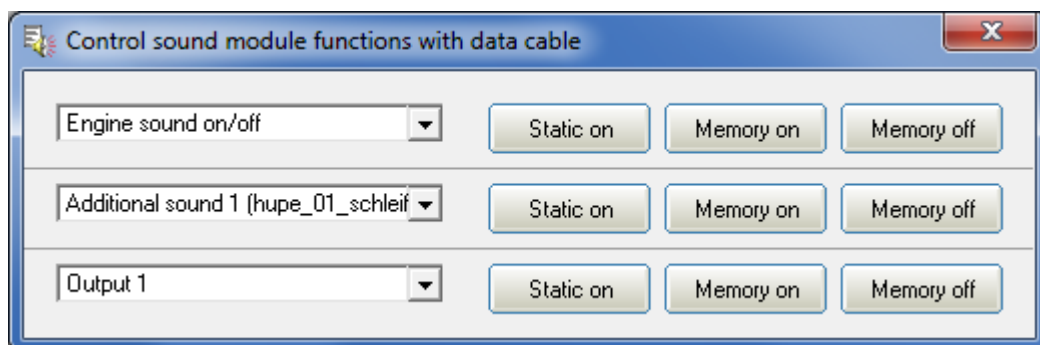 Control sound module functions with data cable
Engine sound on/off Static on Memory on Memory off
Additional sound 1 (hupe_01_schleif Static on Memory on Memory off
Output 1 Static on Memory on Memory off